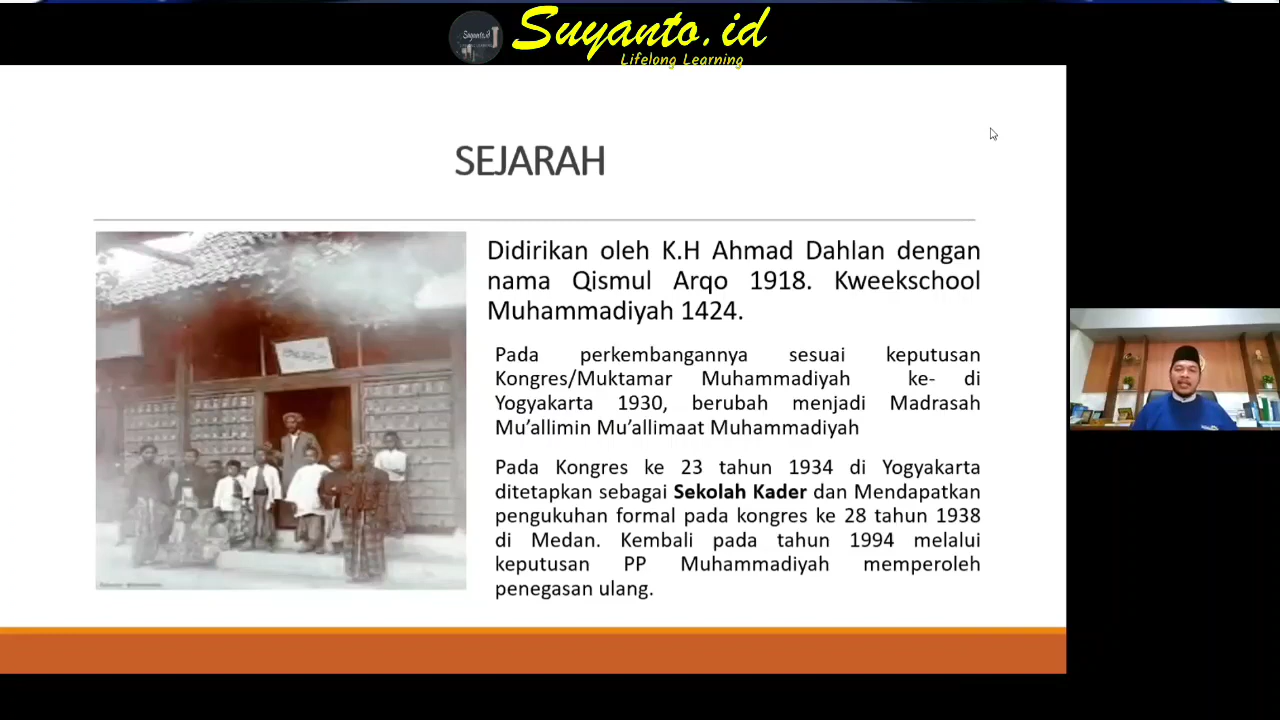 Suyanto.id
Suyanto.id
Lifelong Learning
SEJARAH
Didirikan oleh K.H Ahmad Dahlan dengan
nama Qismul Arqo 1918. Kweekschool
Muhammadiyah 1424.
Pada perkembangannya sesuai keputusan
Kongres/Muktamar Muhammadiyah ke- di
Yogyakarta 1930, berubah menjadi Madrasah
Mu’allimin Mu’allimaat Muhammadiyah
Pada Kongres ke 23 tahun 1934 di Yogyakarta
ditetapkan sebagai Sekolah Kader dan Mendapatkan
pengukuhan formal pada kongres ke 28 tahun 1938
di Medan. Kembali pada tahun 1994 melalui
keputusan PP Muhammadiyah memperoleh
penegasan ulang.